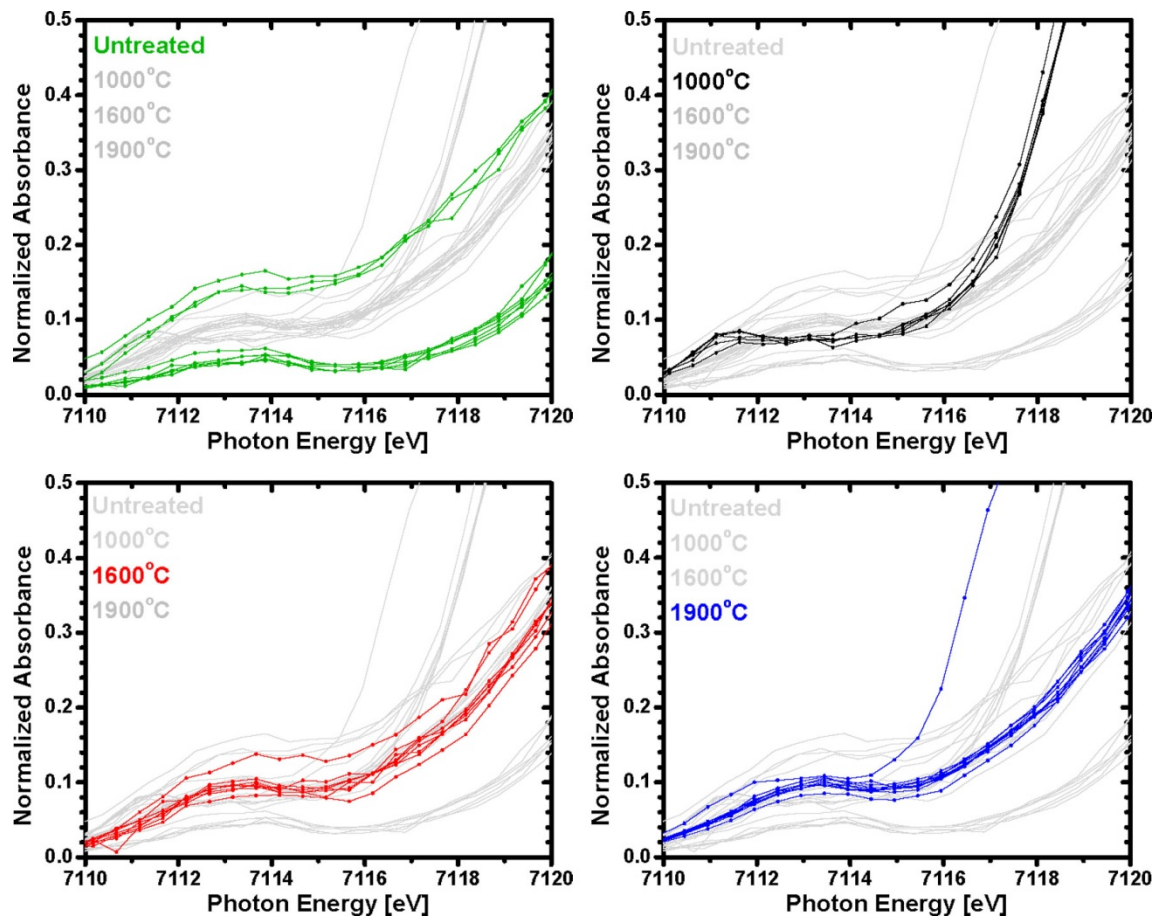 0.5
0.4
0.3
0.2
0.1
0.0
Normalized Absorbance
Untreated
1000°C
1600°C
1900°C
7110 7112 7114 7116 7118 7120
Photon Energy [eV]
0.5
0.4
0.3
0.2
0.1
0.0
Normalized Absorbance
Untreated
1000°C
1600°C
1900°C
7110 7112 7114 7116 7118 7120
Photon Energy [eV]
0.5
0.4
0.3
0.2
0.1
0.0
Normalized Absorbance
Untreated
1000°C
1600°C
1900°C
7110 7112 7114 7116 7118 7120
Photon Energy [eV]
0.5
0.4
0.3
0.2
0.1
0.0
Normalized Absorbance
Untreated
1000°C
1600°C
1900°C
7110 7112 7114 7116 7118 7120
Photon Energy [eV]